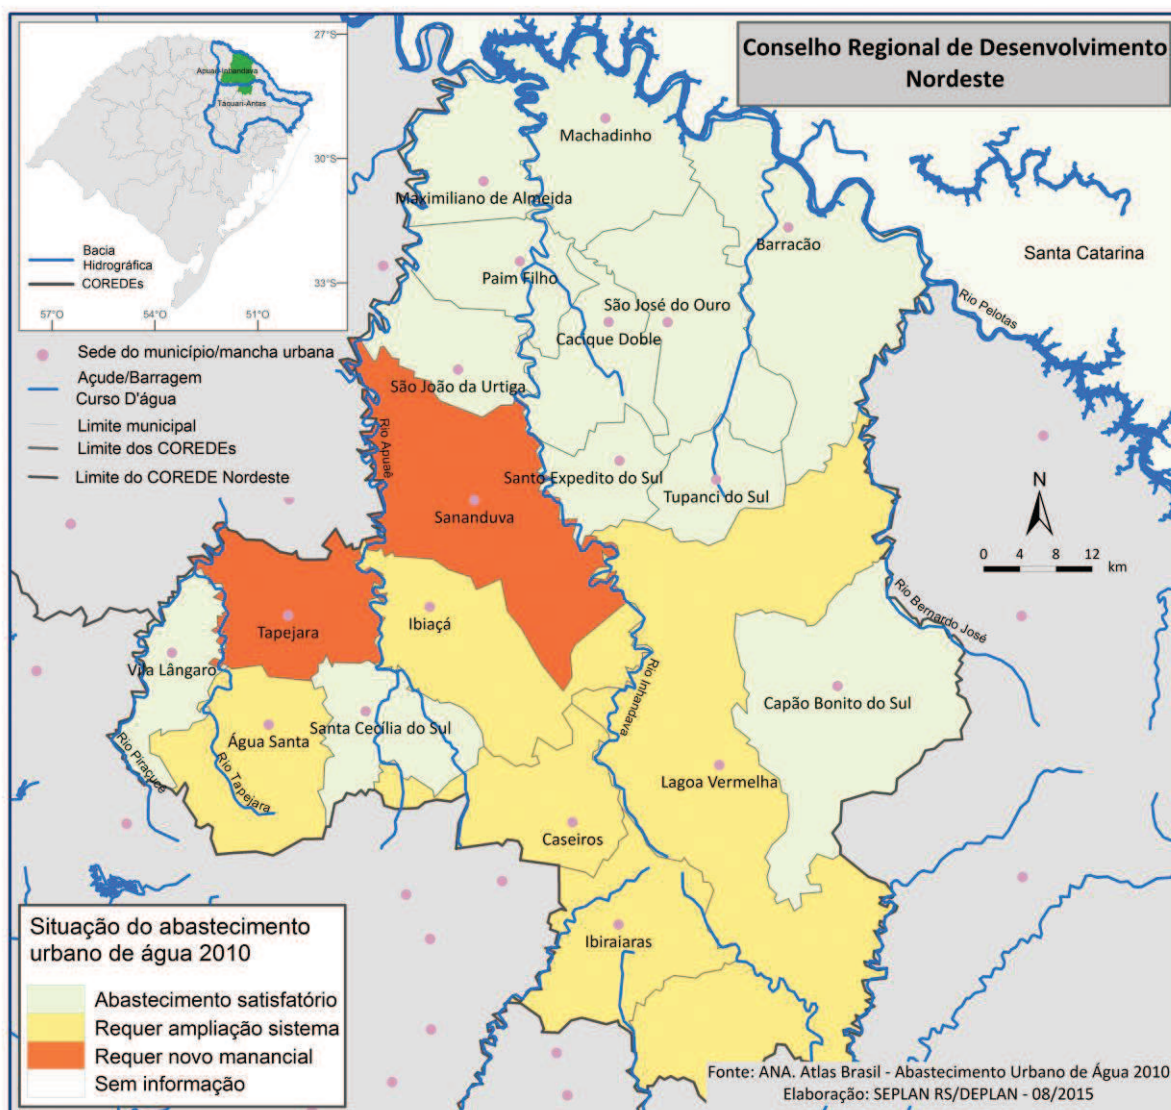 Conselho Regional de Desenvolvimento
Nordeste
27°S
30°S
33°S
57°O
54°O
51°O
Apuaê-Inhandava
Taquari-Antas
Bacia
Hidrográfica
COREDEs
Sede do município/mancha urbana
Açude/Barragem
Curso D'água
Limite municipal
Limite dos COREDEs
Limite do COREDE Nordeste
Machadinho
Maximiliano de Almeida
Barracão
Santa Catarina
Paim Filho
Rio Pelotas
São José do Ouro
Cacique Doble
São João da Urtiga
Rio Apuaê
Santo Expedito do Sul
Tupanci do Sul
Sananduva
N
0 4 8 12
km
Rio Bernardo José
Tapejara
Ibiaçá
Vila Lângaro
Rio Inhandava
Capão Bonito do Sul
Santa Cecília do Sul
Água Santa
Rio Piraçucê
Rio Tapejara
Lagoa Vermelha
Caseiros
Ibiraiaras
Situação do abastecimento
urbano de água 2010
Abastecimento satisfatório
Requer ampliação sistema
Requer novo manancial
Sem informação
Fonte: ANA. Atlas Brasil - Abastecimento Urbano de Água 2010
Elaboração: SEPLAN RS/DEPLAN - 08/2015